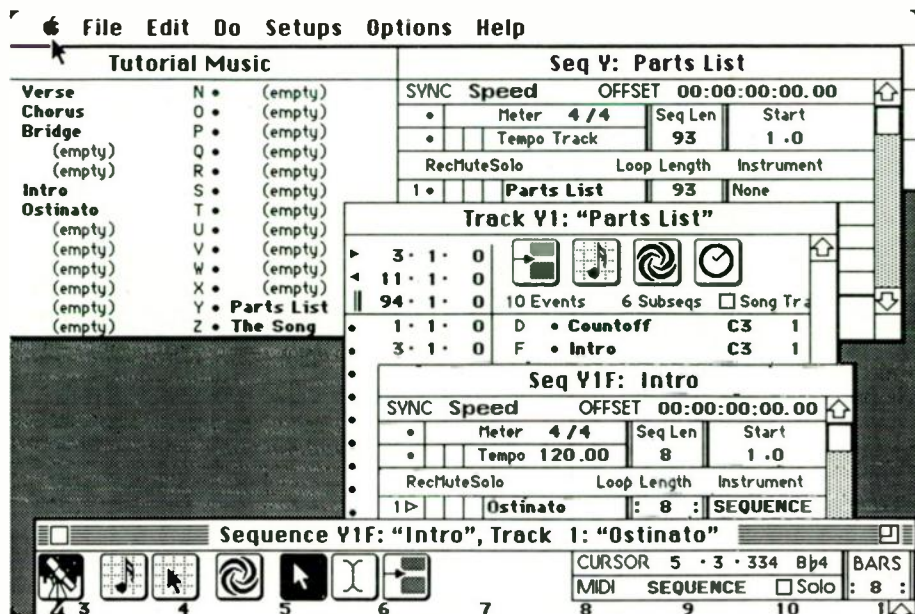 File Edit Do Setups Options Help
Tutorial Music
Verse N • (empty)
Chorus O • (empty)
Bridge P • (empty)
(empty) Q • (empty)
(empty) R • (empty)
Intro S • (empty)
Ostinato T • (empty)
(empty) U • (empty)
(empty) V • (empty)
(empty) W • (empty)
(empty) X • (empty)
(empty) Y • Parts List
(empty) Z • The Song
Seq Y: Parts List
SYNC Speed OFFSET 00:00:00:00.00
Meter 4/4 Seq Len Start
Tempo Track 93 1 .0
RecMuteSolo Loop Length Instrument
1 • Parts List 93 None
Track Y1: “Parts List”
3 · 1 · 0
11 · 1 · 0
94 · 1 · 0 10 Events 6 Subseqs Song Tra
1 · 1 · 0 D • Countoff C3 1
3 · 1 · 0 F • Intro C3 1
Seq Y1F: Intro
SYNC Speed OFFSET 00:00:00:00.00
Meter 4/4 Seq Len Start
Tempo 120.00 8 1 .0
RecMuteSolo Loop Length Instrument
1 Ostinato : 8 : SEQUENCE
Sequence Y1F: “Intro”, Track 1: “Ostinato”
CURSOR 5 · 3 · 334 B♭4 BARS
MIDI SEQUENCE Solo : 8 :
3 4 5 6 7 8 9 10